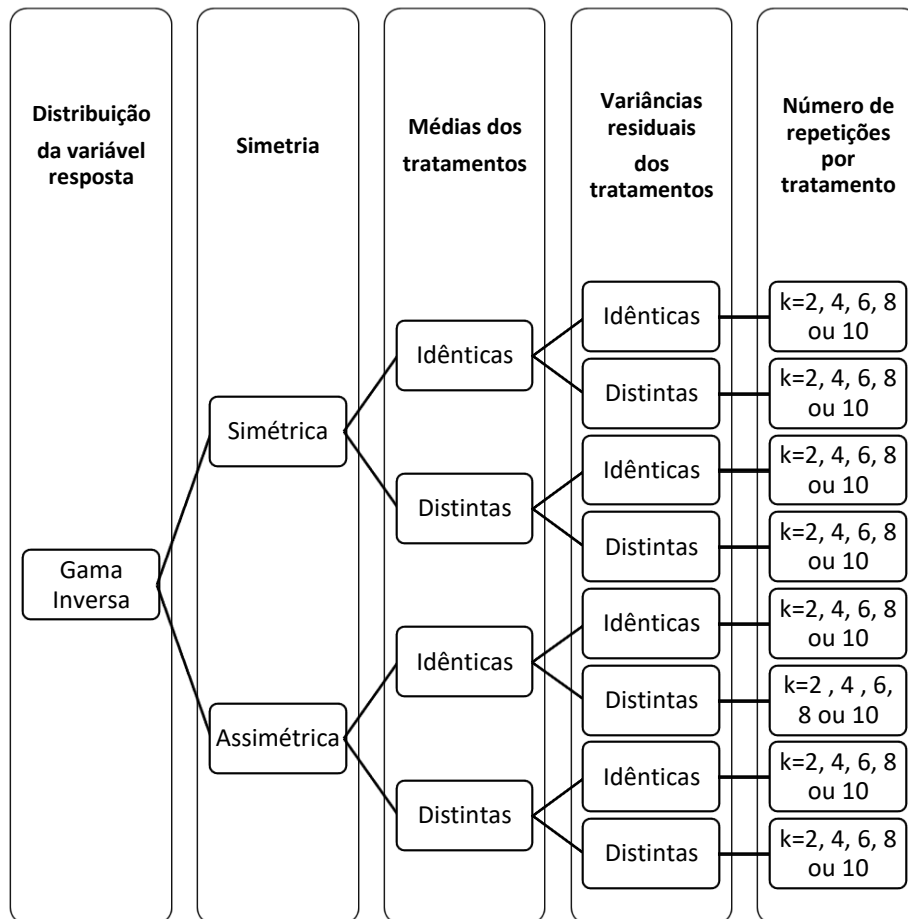 Distribuição
da variável
resposta
Simetria
Médias dos
tratamentos
Variâncias
residuais
dos
tratamentos
Número de
repetições
por
tratamento
Gama
Inversa
Simétrica
Assimétrica
Idênticas
Distintas
Idênticas
Distintas
Idênticas
Distintas
Idênticas
Distintas
Idênticas
Distintas
Idênticas
Distintas
k=2, 4, 6, 8
ou 10
k=2, 4, 6, 8
ou 10
k=2, 4, 6, 8
ou 10
k=2, 4, 6, 8
ou 10
k=2, 4, 6, 8
ou 10
k=2 , 4 , 6,
8 ou 10
k=2, 4, 6, 8
ou 10
k=2, 4, 6, 8
ou 10